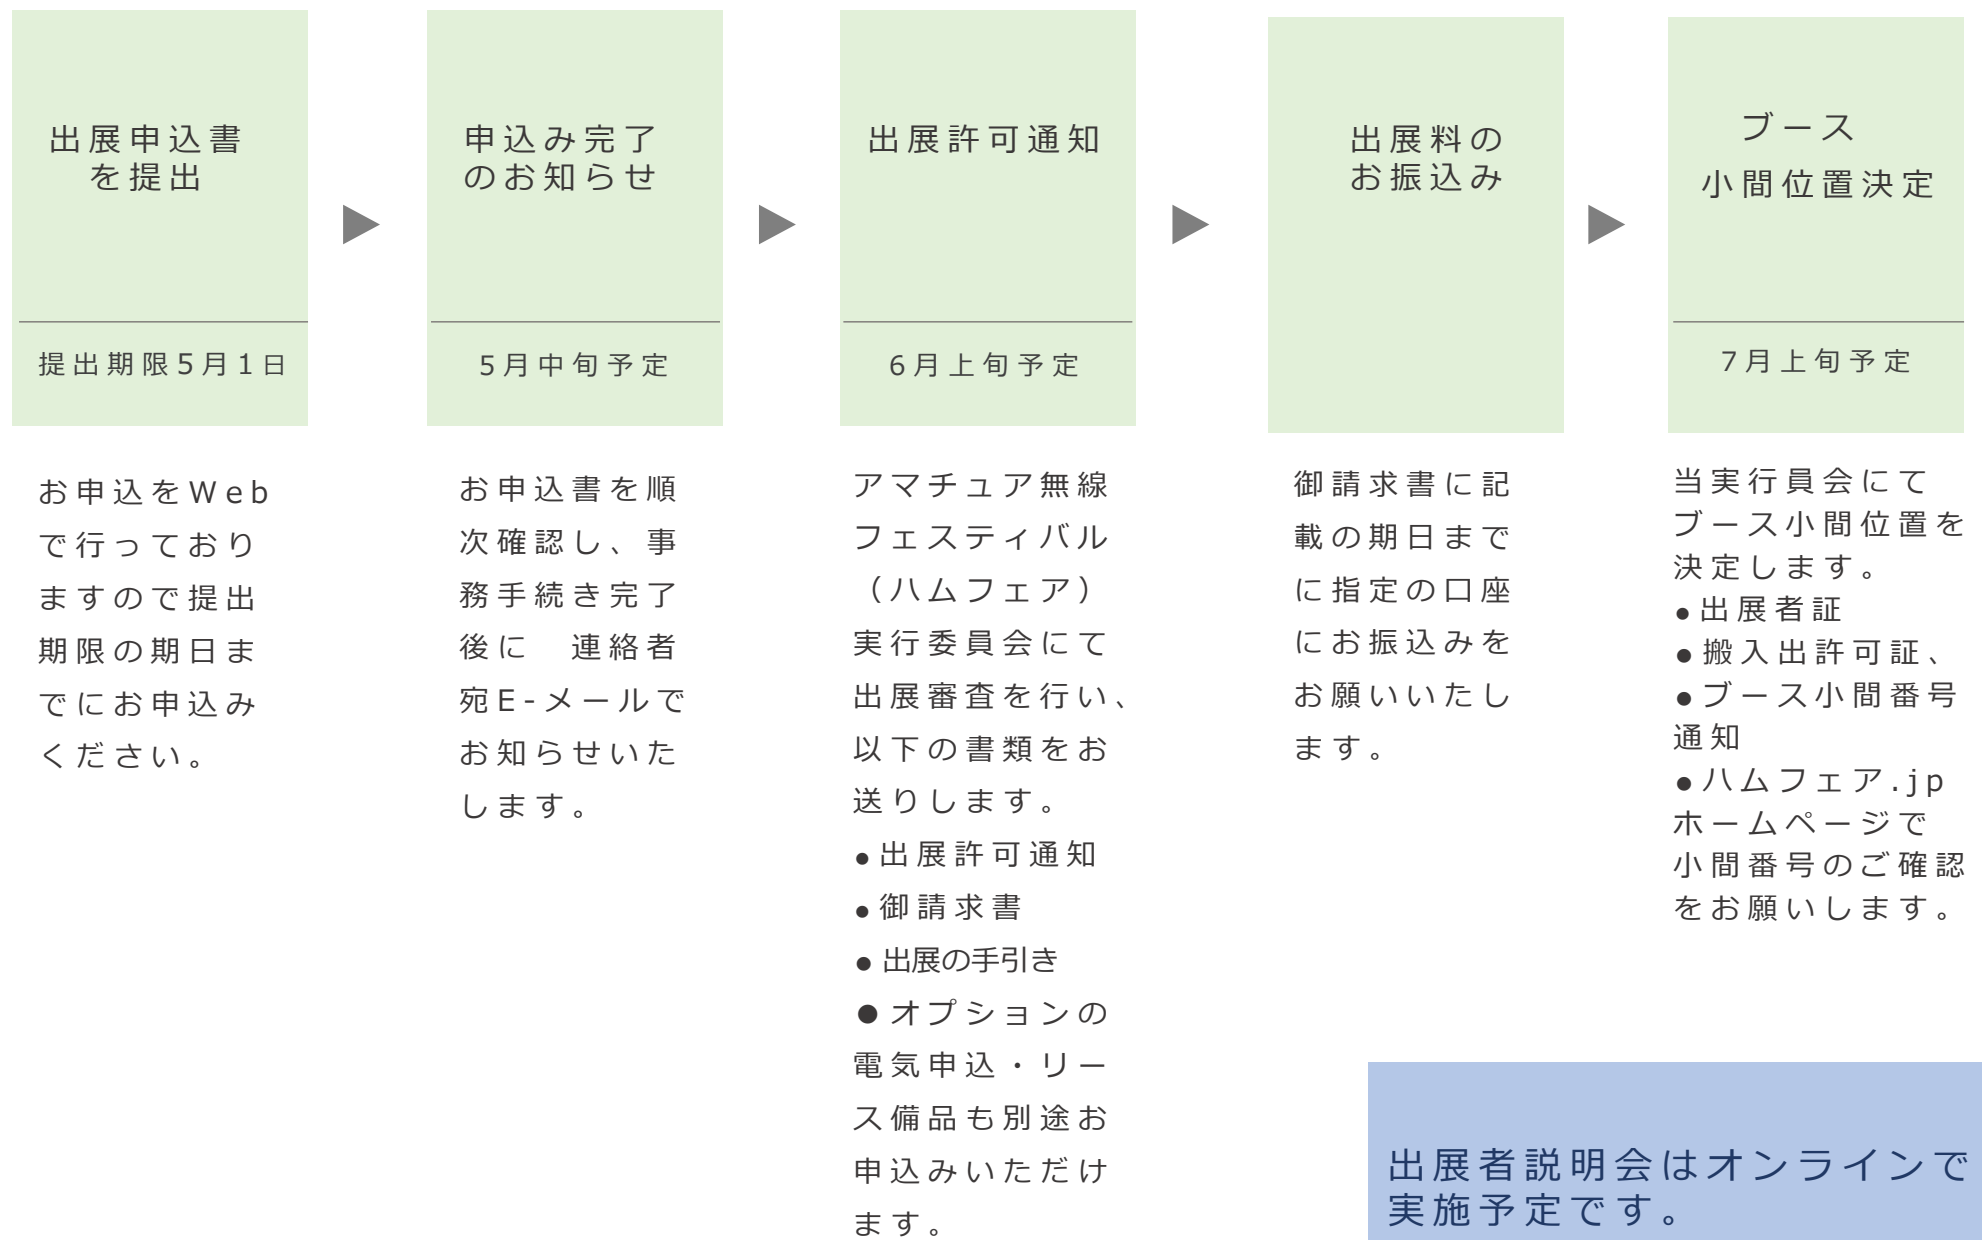 出展申込書
を提出
提出期限5月1日
お申込をWeb
で行っており
ますので提出
期限の期日ま
でにお申込み
ください。
申込み完了
のお知らせ
5月中旬予定
お申込書を順
次確認し、事
務手続き完了
後に　連絡者
宛E-メールで
お知らせいた
します。
出展許可通知
6月上旬予定
アマチュア無線
フェスティバル
（ハムフェア）
実行委員会にて
出展審査を行い、
以下の書類をお
送りします。
●出展許可通知
●御請求書
●出展の手引き
●オプションの
電気申込・リー
ス備品も別途お
申込みいただけ
ます。
出展料の
お振込み
御請求書に記
載の期日まで
に指定の口座
にお振込みを
お願いいたし
ます。
ブース
小間位置決定
7月上旬予定
当実行員会にて
ブース小間位置を
決定します。
●出展者証
●搬入出許可証、
●ブース小間番号
通知
●ハムフェア.jp
ホームページで
小間番号のご確認
をお願いします。
出展者説明会はオンラインで
実施予定です。